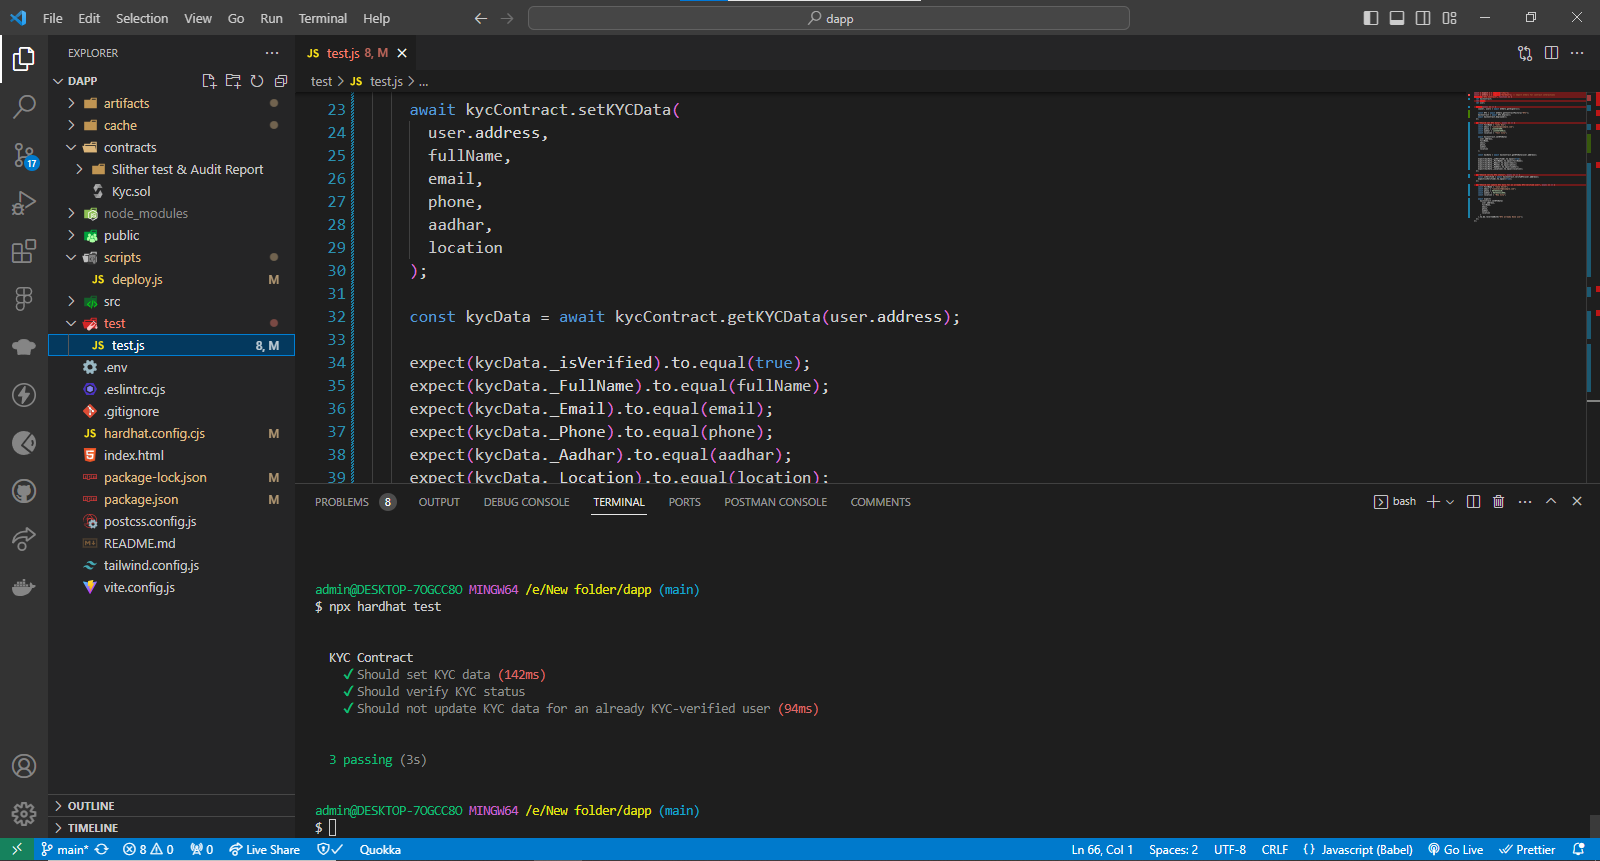 File Edit Selection View Go Run Terminal Help
dapp
EXPLORER
DAPP
artifacts
cache
contracts
Slither test & Audit Report
Kyc.sol
node_modules
public
scripts
deploy.js M
src
test
test.js 8, M
.env
.eslintrc.cjs
.gitignore
hardhat.config.cjs M
index.html
package-lock.json M
package.json M
postcss.config.js
README.md
tailwind.config.js
vite.config.js
OUTLINE
TIMELINE
17
JS test.js 8, M
test > JS test.js > ...
23 await kycContract.setKYCData(
24 user.address,
25 fullName,
26 email,
27 phone,
28 aadhar,
29 location
30 );
31
32 const kycData = await kycContract.getKYCData(user.address);
33
34 expect(kycData._isVerified).to.equal(true);
35 expect(kycData._FullName).to.equal(fullName);
36 expect(kycData._Email).to.equal(email);
37 expect(kycData._Phone).to.equal(phone);
38 expect(kycData._Aadhar).to.equal(aadhar);
39 expect(kycData._Location).to.equal(location);
PROBLEMS 8 OUTPUT DEBUG CONSOLE TERMINAL PORTS POSTMAN CONSOLE COMMENTS
bash
admin@DESKTOP-7OGCC8O MINGW64 /e/New folder/dapp (main)
$ npx hardhat test
KYC Contract
✓ Should set KYC data (142ms)
✓ Should verify KYC status
✓ Should not update KYC data for an already KYC-verified user (94ms)
3 passing (3s)
admin@DESKTOP-7OGCC8O MINGW64 /e/New folder/dapp (main)
$
main* 8 0 0 Live Share Quokka Ln 66, Col 1 Spaces: 2 UTF-8 CRLF { } Javascript (Babel) Go Live Prettier